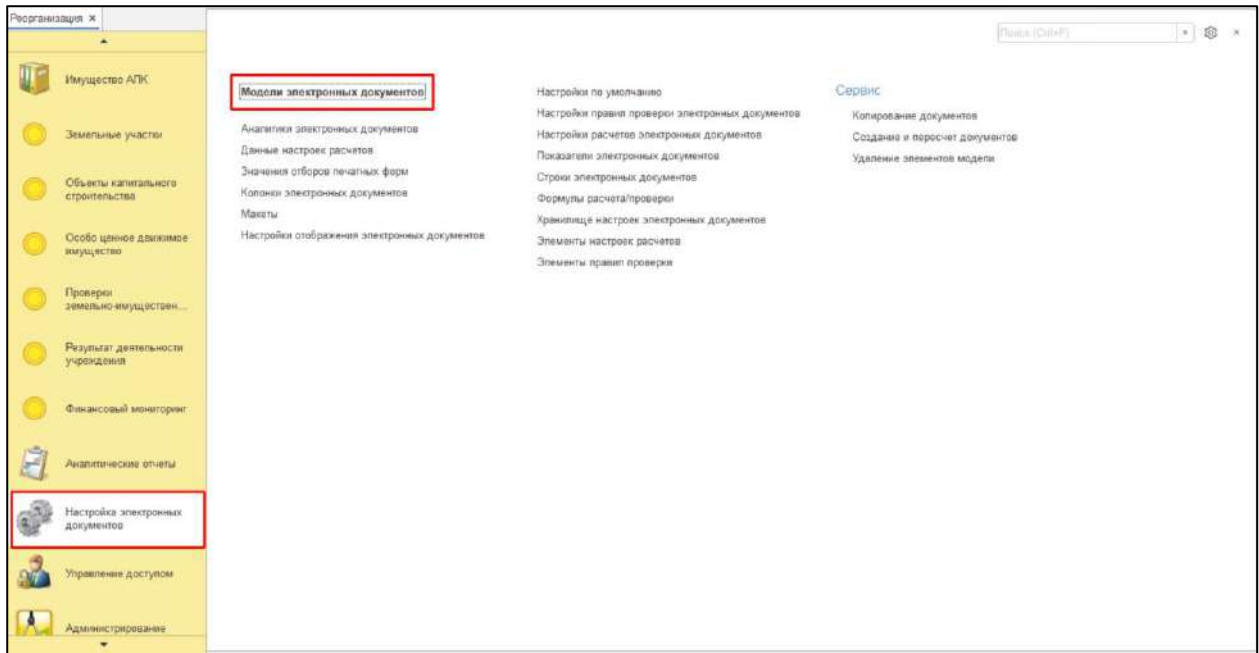 Реорганизация ×
Поиск (Ctrl+F)
Имущество АПК
Земельные участки
Объекты капитального
строительства
Особо ценное движимое
имущество
Проверки
земельно-имуществен...
Результат деятельности
учреждения
Финансовый мониторинг
Аналитические отчеты
Настройка электронных
документов
Управление доступом
Администрирование
Модели электронных документов
Аналитики электронных документов
Данные настроек расчетов
Значения отборов печатных форм
Колонки электронных документов
Макеты
Настройки отображения электронных документов
Настройки по умолчанию
Настройки правил проверки электронных документов
Настройки расчетов электронных документов
Показатели электронных документов
Строки электронных документов
Формулы расчета/проверки
Хранилище настроек электронных документов
Элементы настроек расчетов
Элементы правил проверки
Сервис
Копирование документов
Создание и пересчет документов
Удаление элементов модели